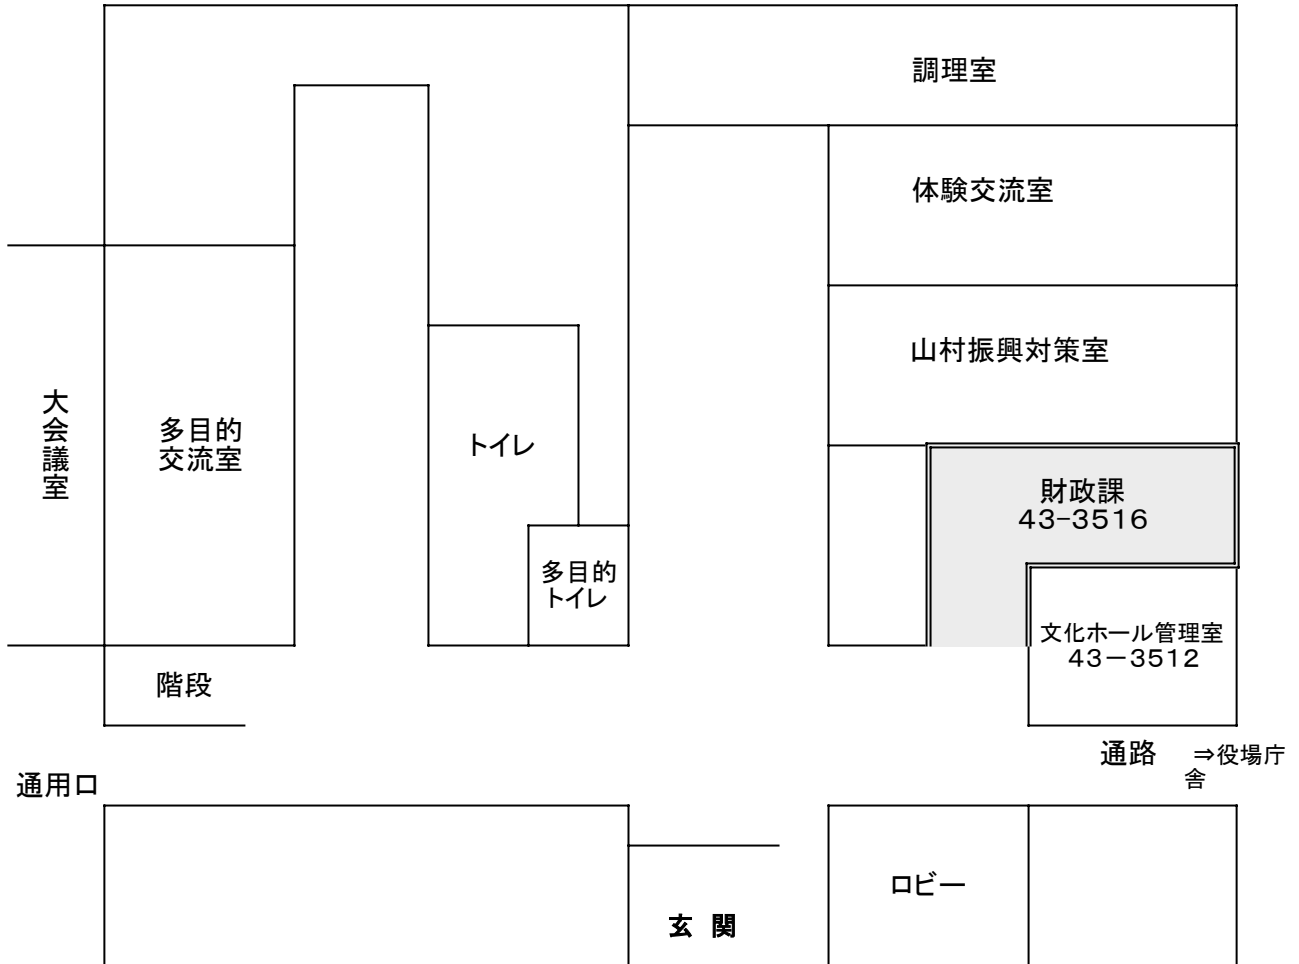 調理室
体験交流室
山村振興対策室
大会議室
多目的
交流室
トイレ
財政課
43-3516
多目的
トイレ
文化ホール管理室
43－3512
階段
通路　⇒役場庁
舎
通用口
ロビー
玄 関